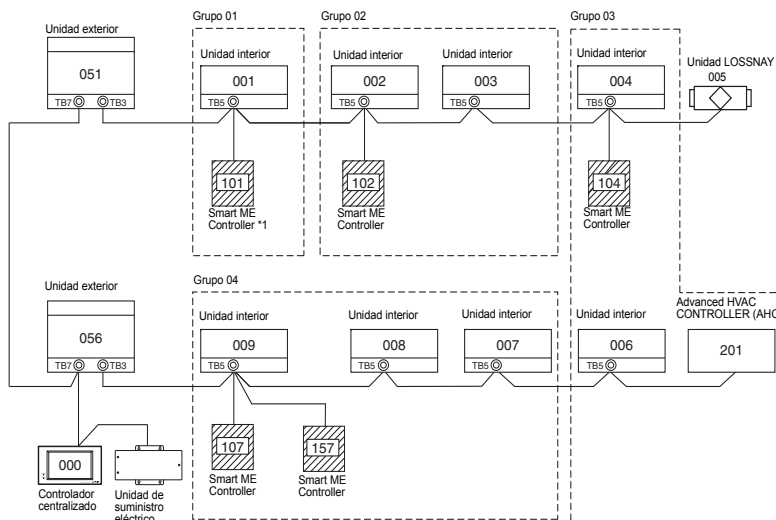 Grupo 01
Grupo 02
Grupo 03
Unidad exterior
051
TB7
TB3
Unidad interior
001
TB5
101
Smart ME
Controller *1
Unidad interior
002
TB5
102
Smart ME
Controller
Unidad interior
003
TB5
Unidad interior
004
TB5
104
Smart ME
Controller
Unidad LOSSNAY
005
Grupo 04
Unidad exterior
056
TB7
TB3
Unidad interior
009
TB5
107
Smart ME
Controller
157
Smart ME
Controller
Unidad interior
008
TB5
Unidad interior
007
TB5
Unidad interior
006
TB5
Advanced HVAC
CONTROLLER (AHC
201
000
Controlador
centralizado
Unidad de
suministro
eléctrico